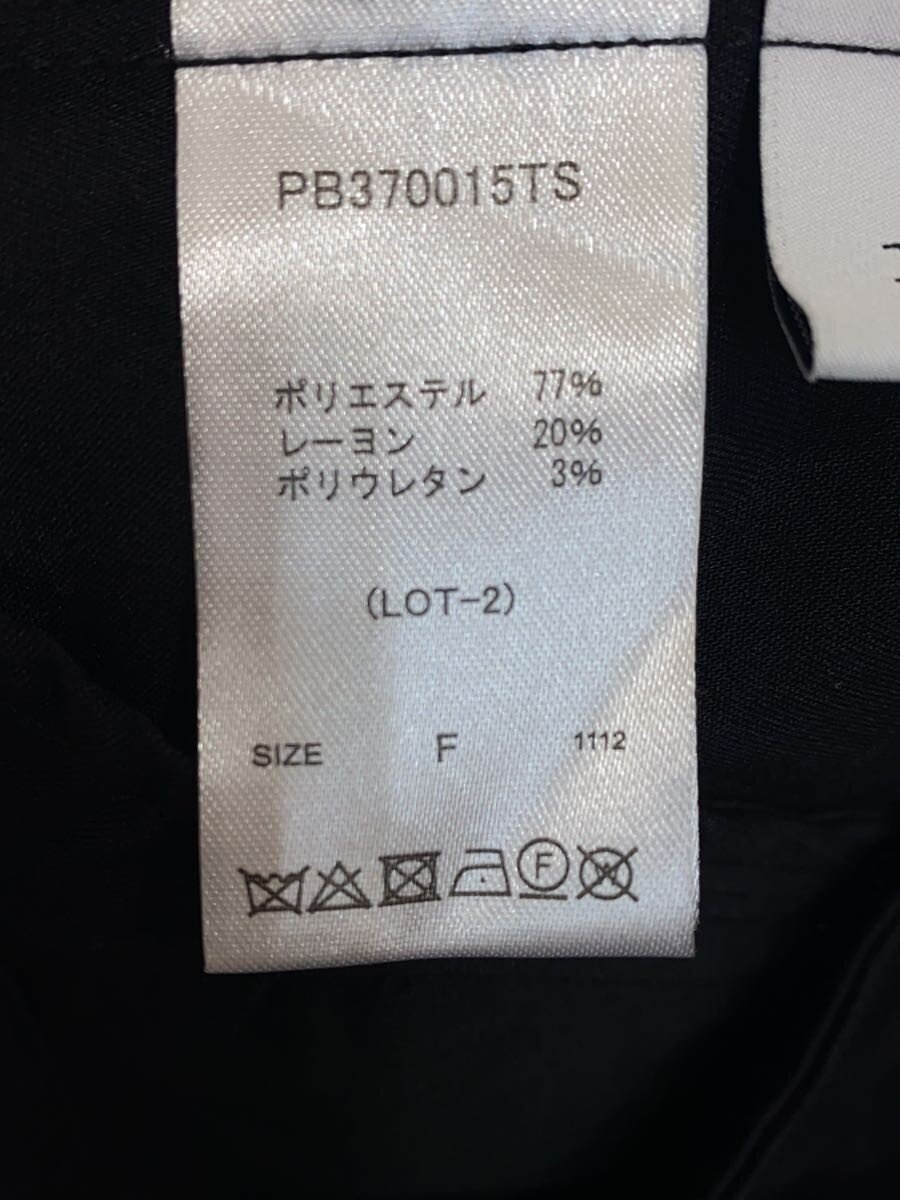 PB370015TS
ポリエステル 77%
レーヨン 20%
ポリウレタン 3%
(LOT-2)
SIZE F 1112
F
W